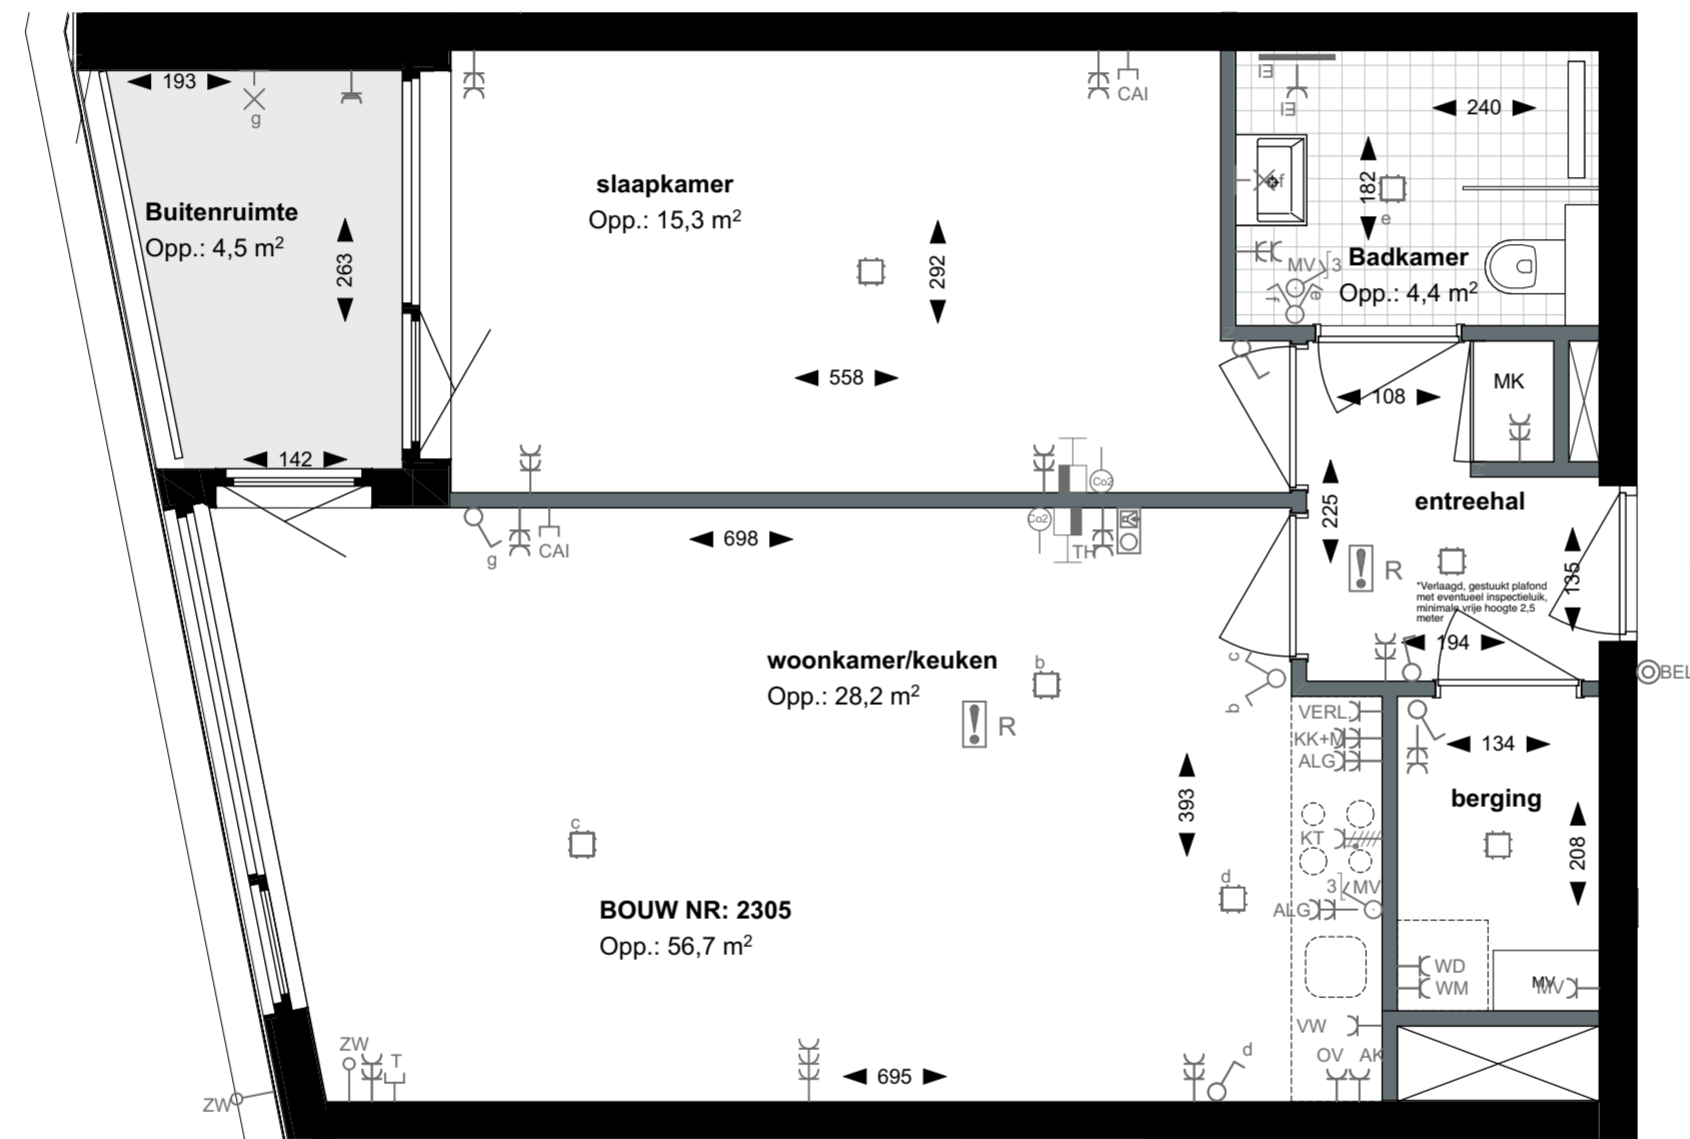 193
g
CAI
EI
EI
240
slaapkamer
Opp.: 15,3 m²
Buitenruimte
Opp.: 4,5 m²
263
292
182
f
e
MV
3
Badkamer
Opp.: 4,4 m²
f
e
558
108
MK
142
Co2
225
entreehal
698
g
CAI
Co2
TH
R
135
*Verlaagd, gestuukt plafond
met eventueel inspectieluik,
minimale vrije hoogte 2,5
meter
194
woonkamer/keuken
Opp.: 28,2 m²
b
c
b
BEL
R
VERL.
KK+M
ALG
134
berging
393
c
KT
208
d
3
MV
ALG
BOUW NR: 2305
Opp.: 56,7 m²
WD
WM
MV
MV
VW
ZW
T
695
d
OV
AK
ZW